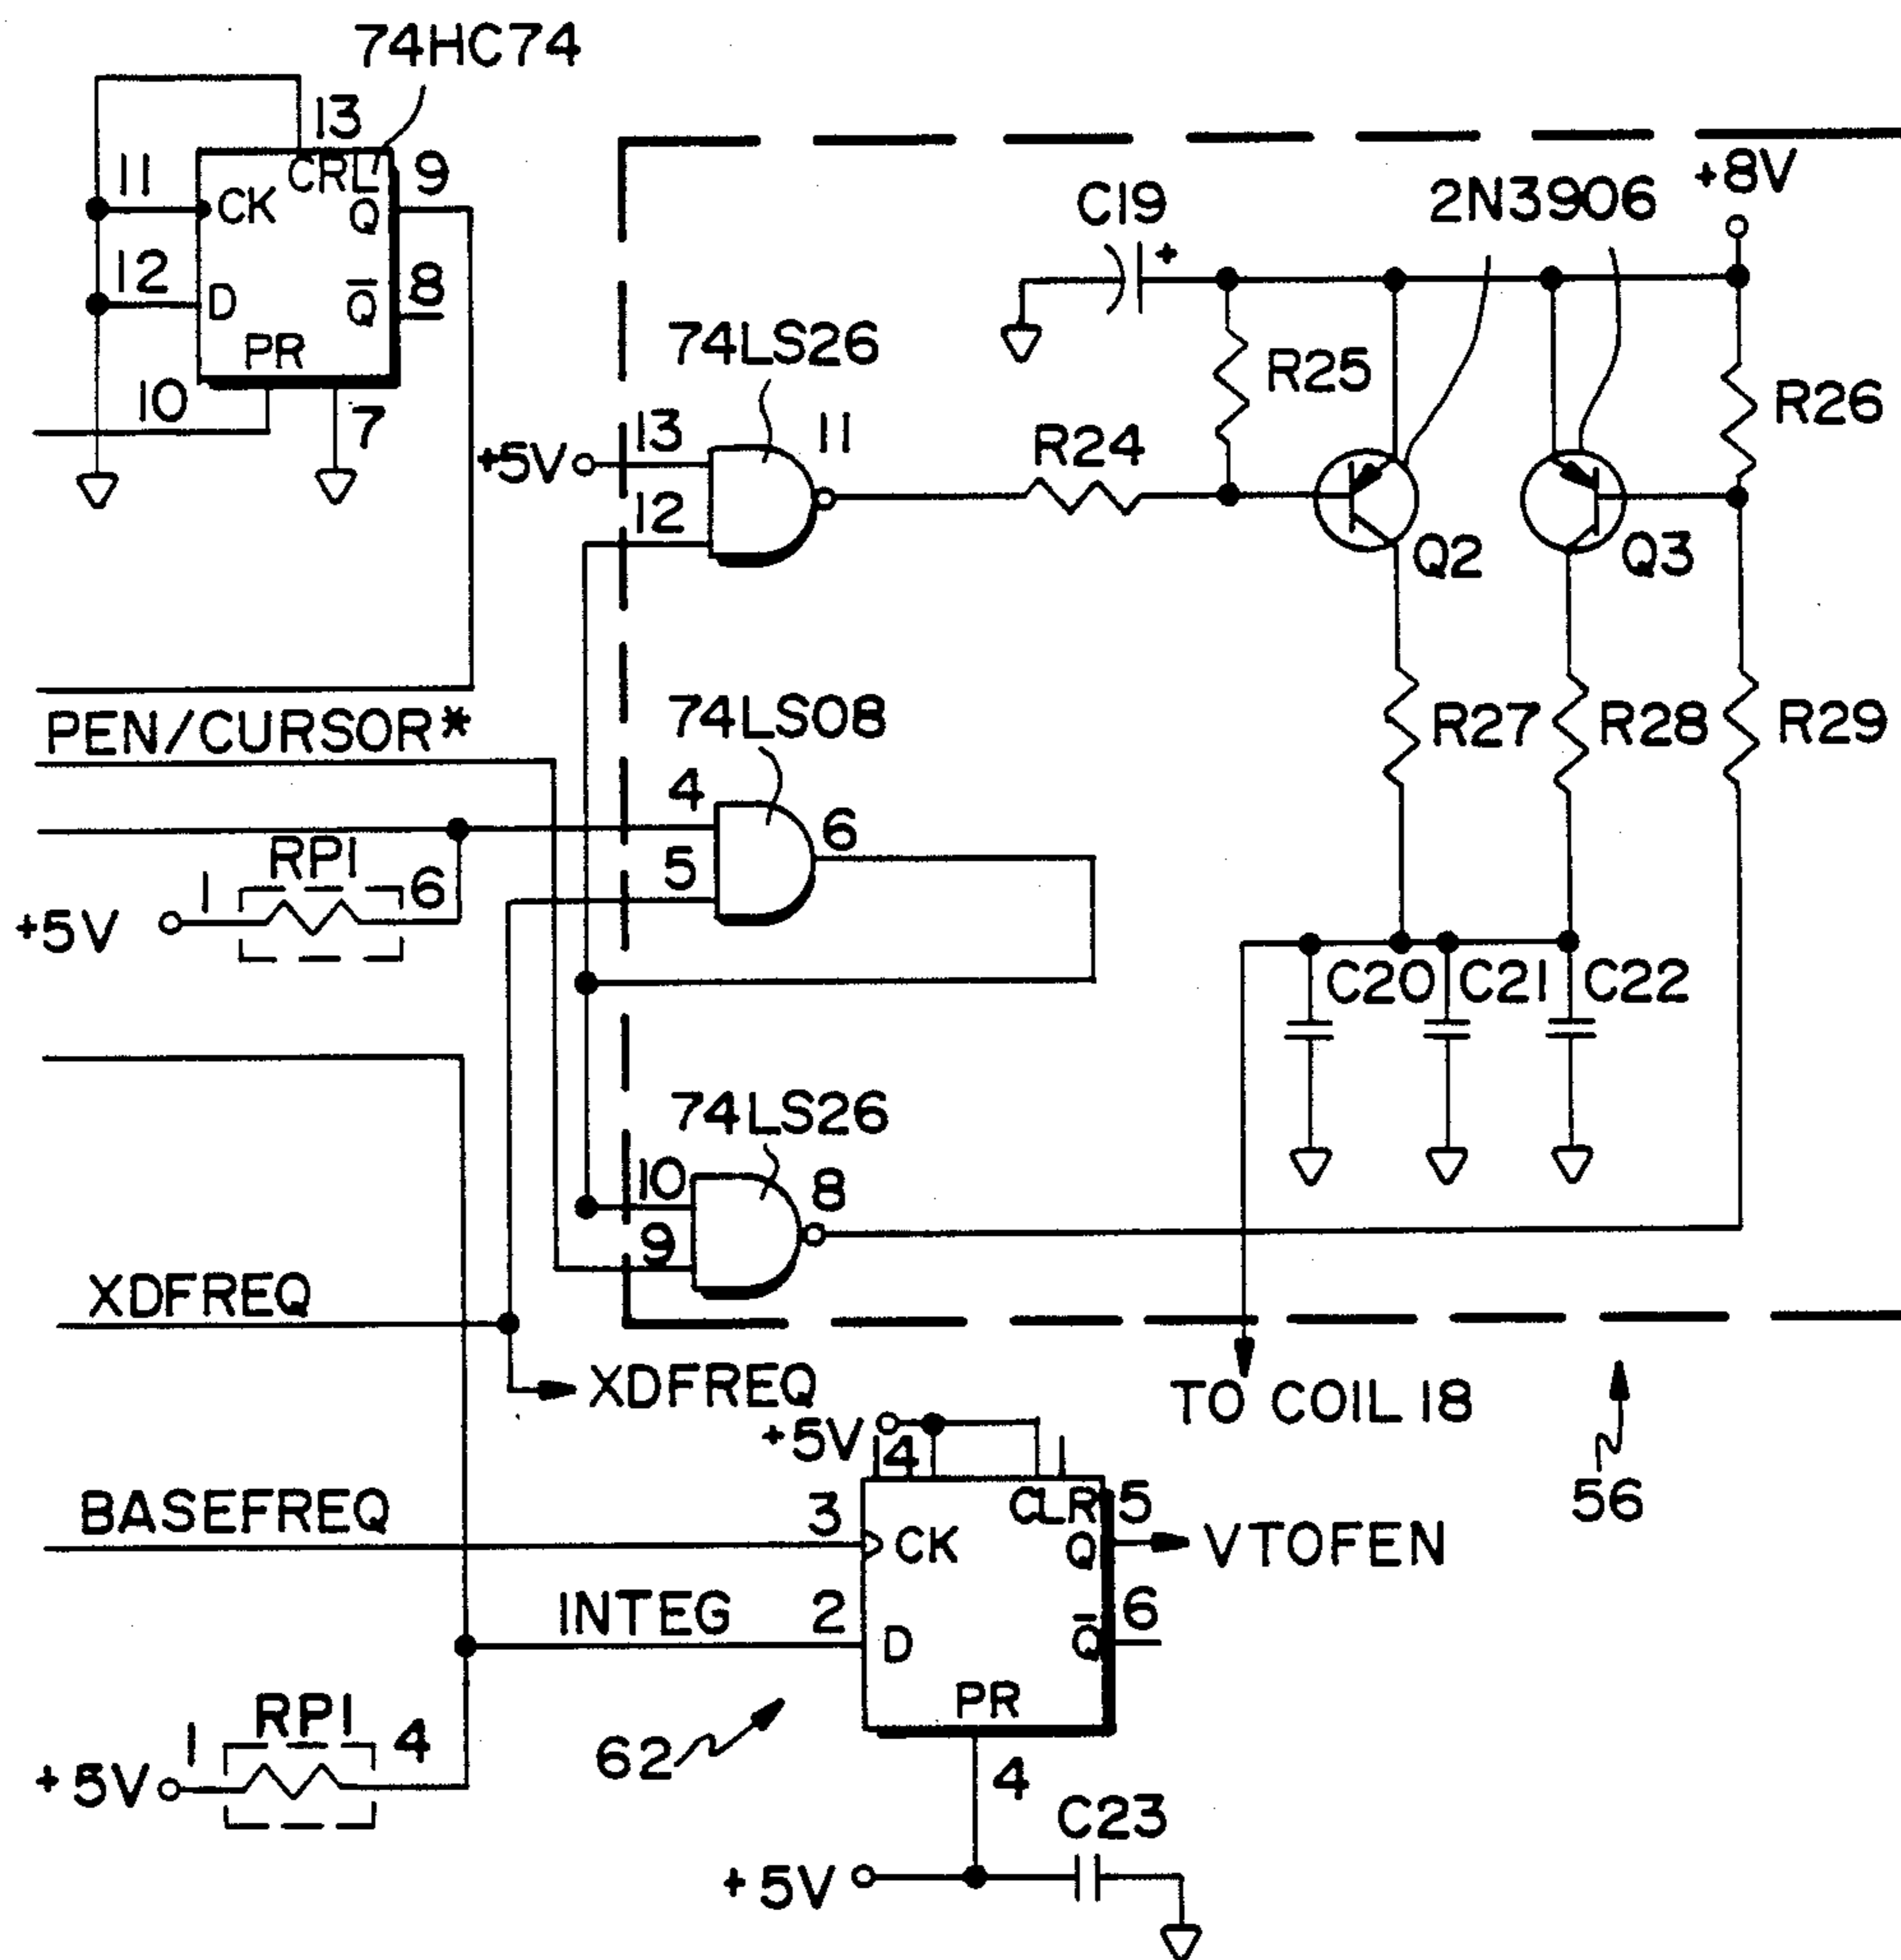 74HC74
13
11
CRL
9
CK
Q
12
8
D
Q̅
PR
10
7
+8V
C19
+
2N3906
74LS26
R25
R26
13
11
+5V
R24
12
Q2
Q3
PEN/CURSOR*
74LS08
R27
R28
R29
4
6
5
RP1
1
6
+5V
C20
C21
C22
74LS26
10
8
9
XDFREQ
XDFREQ
TO COIL 18
+5V
14
1
56
BASEFREQ
3
CLR
5
CK
Q
VTOFEN
INTEG
2
6
D
Q̅
PR
62
RP1
1
4
+5V
4
C23
+5V